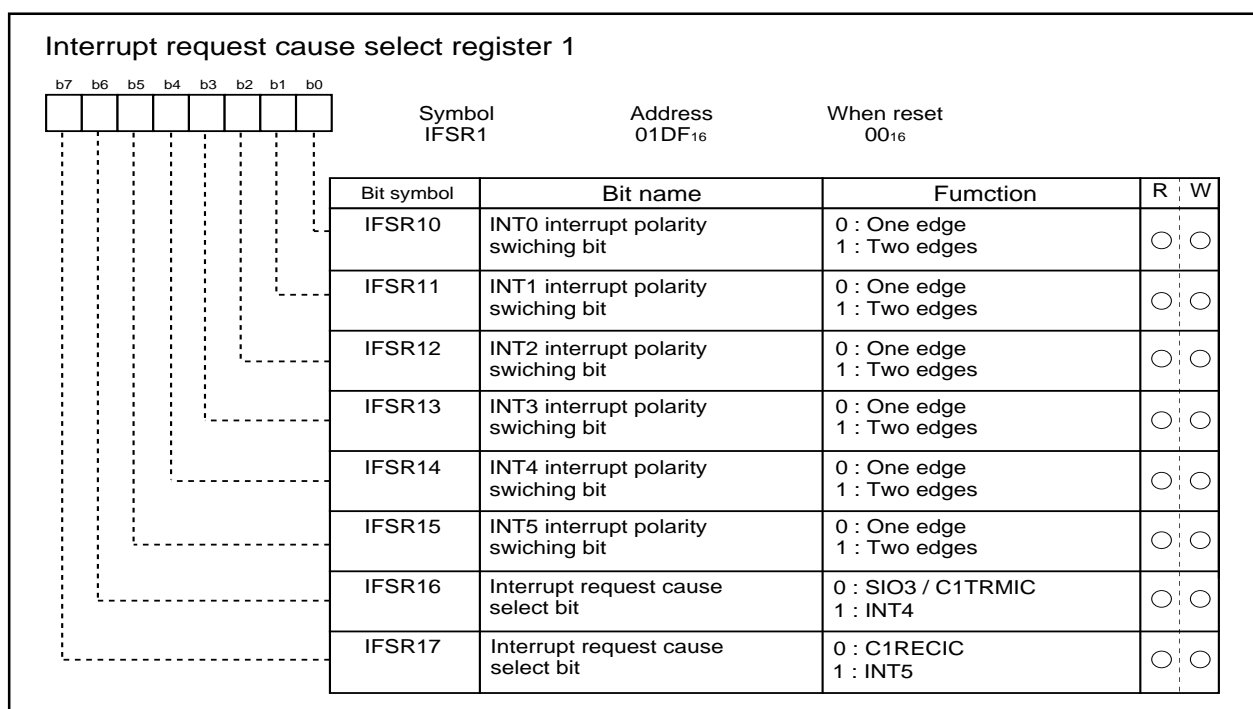 Interrupt request cause select register 1
b7 b6 b5 b4 b3 b2 b1 b0
Symbol Address When reset
IFSR1 01DF16 0016
Bit symbol Bit name Fumction R W
IFSR10 INT0 interrupt polarity 0 : One edge
swiching bit 1 : Two edges
IFSR11 INT1 interrupt polarity 0 : One edge
swiching bit 1 : Two edges
IFSR12 INT2 interrupt polarity 0 : One edge
swiching bit 1 : Two edges
IFSR13 INT3 interrupt polarity 0 : One edge
swiching bit 1 : Two edges
IFSR14 INT4 interrupt polarity 0 : One edge
swiching bit 1 : Two edges
IFSR15 INT5 interrupt polarity 0 : One edge
swiching bit 1 : Two edges
IFSR16 Interrupt request cause 0 : SIO3 / C1TRMIC
select bit 1 : INT4
IFSR17 Interrupt request cause 0 : C1RECIC
select bit 1 : INT5